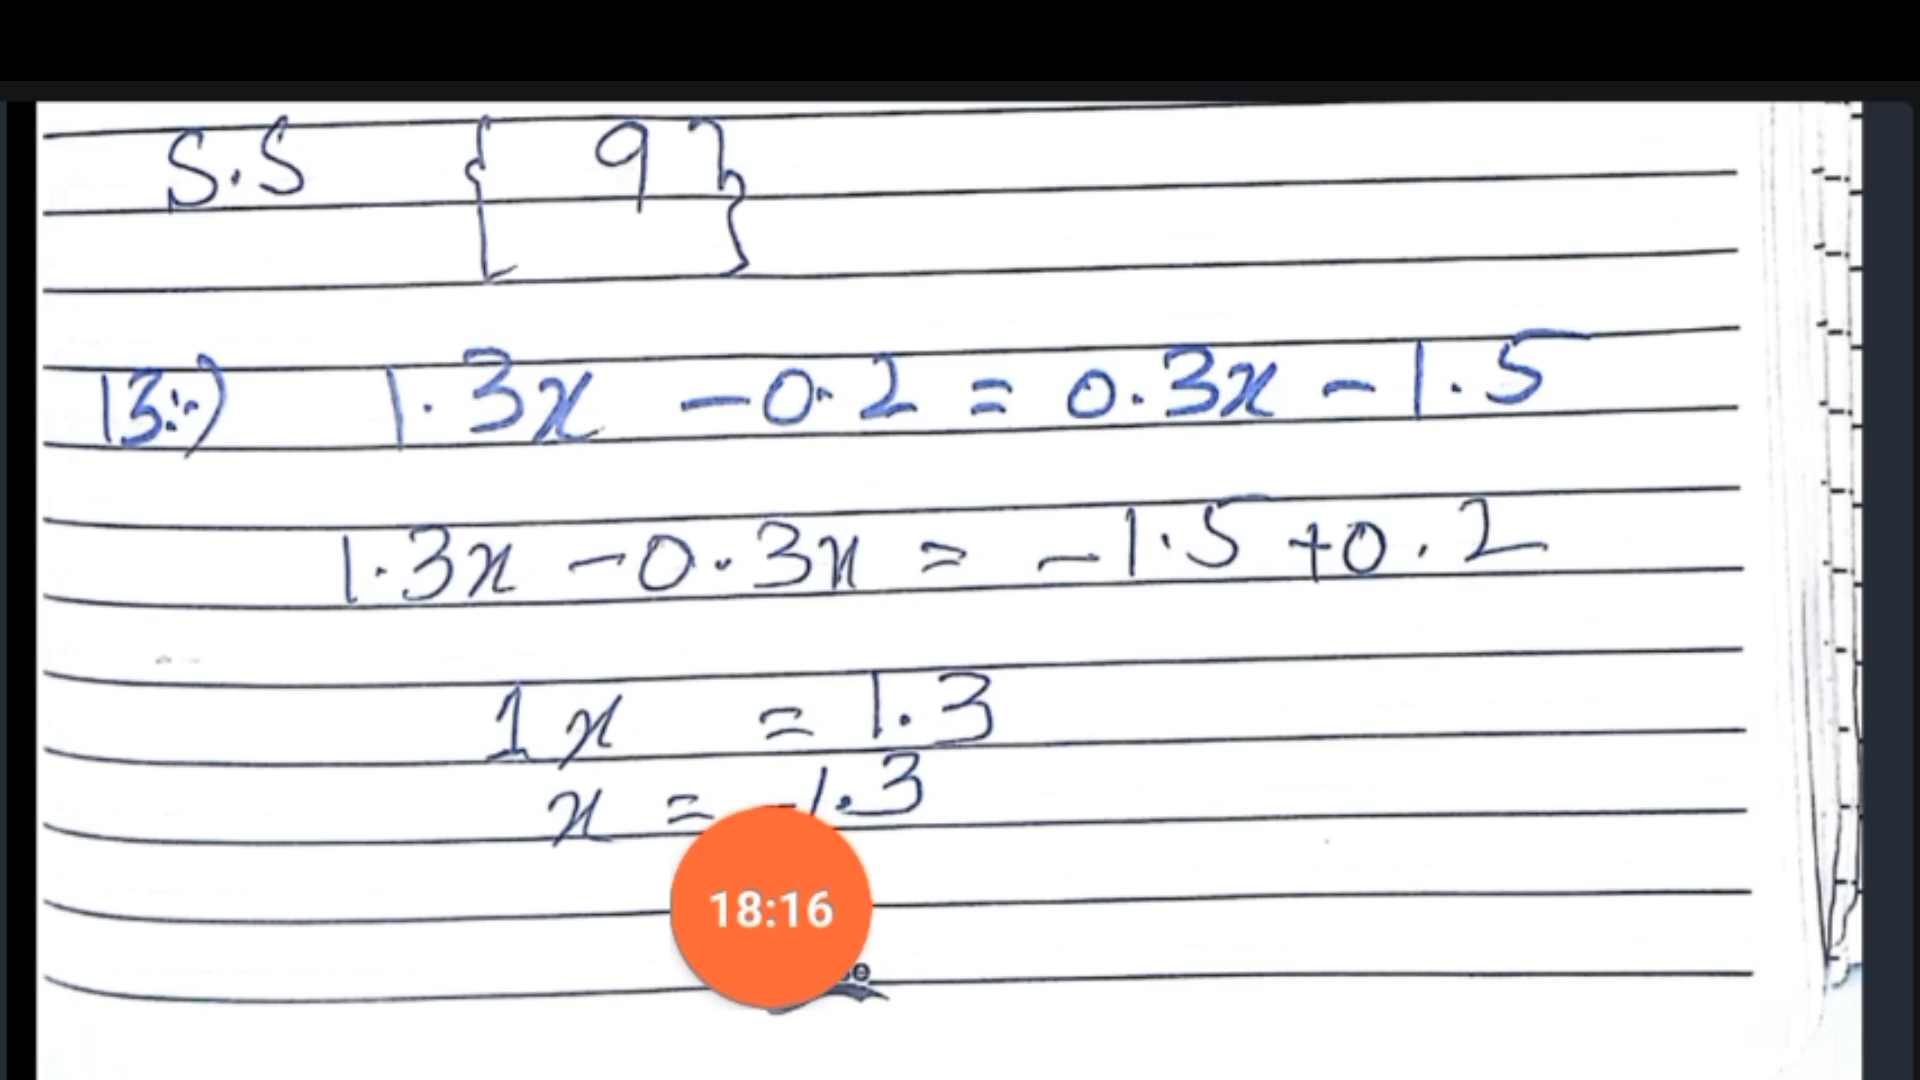 S.S { 9 }
13:-) 1.3x - 0.2 = 0.3x - 1.5
1.3x - 0.3x = -1.5 + 0.2
1x = 1.3
x = -1.3
18:16